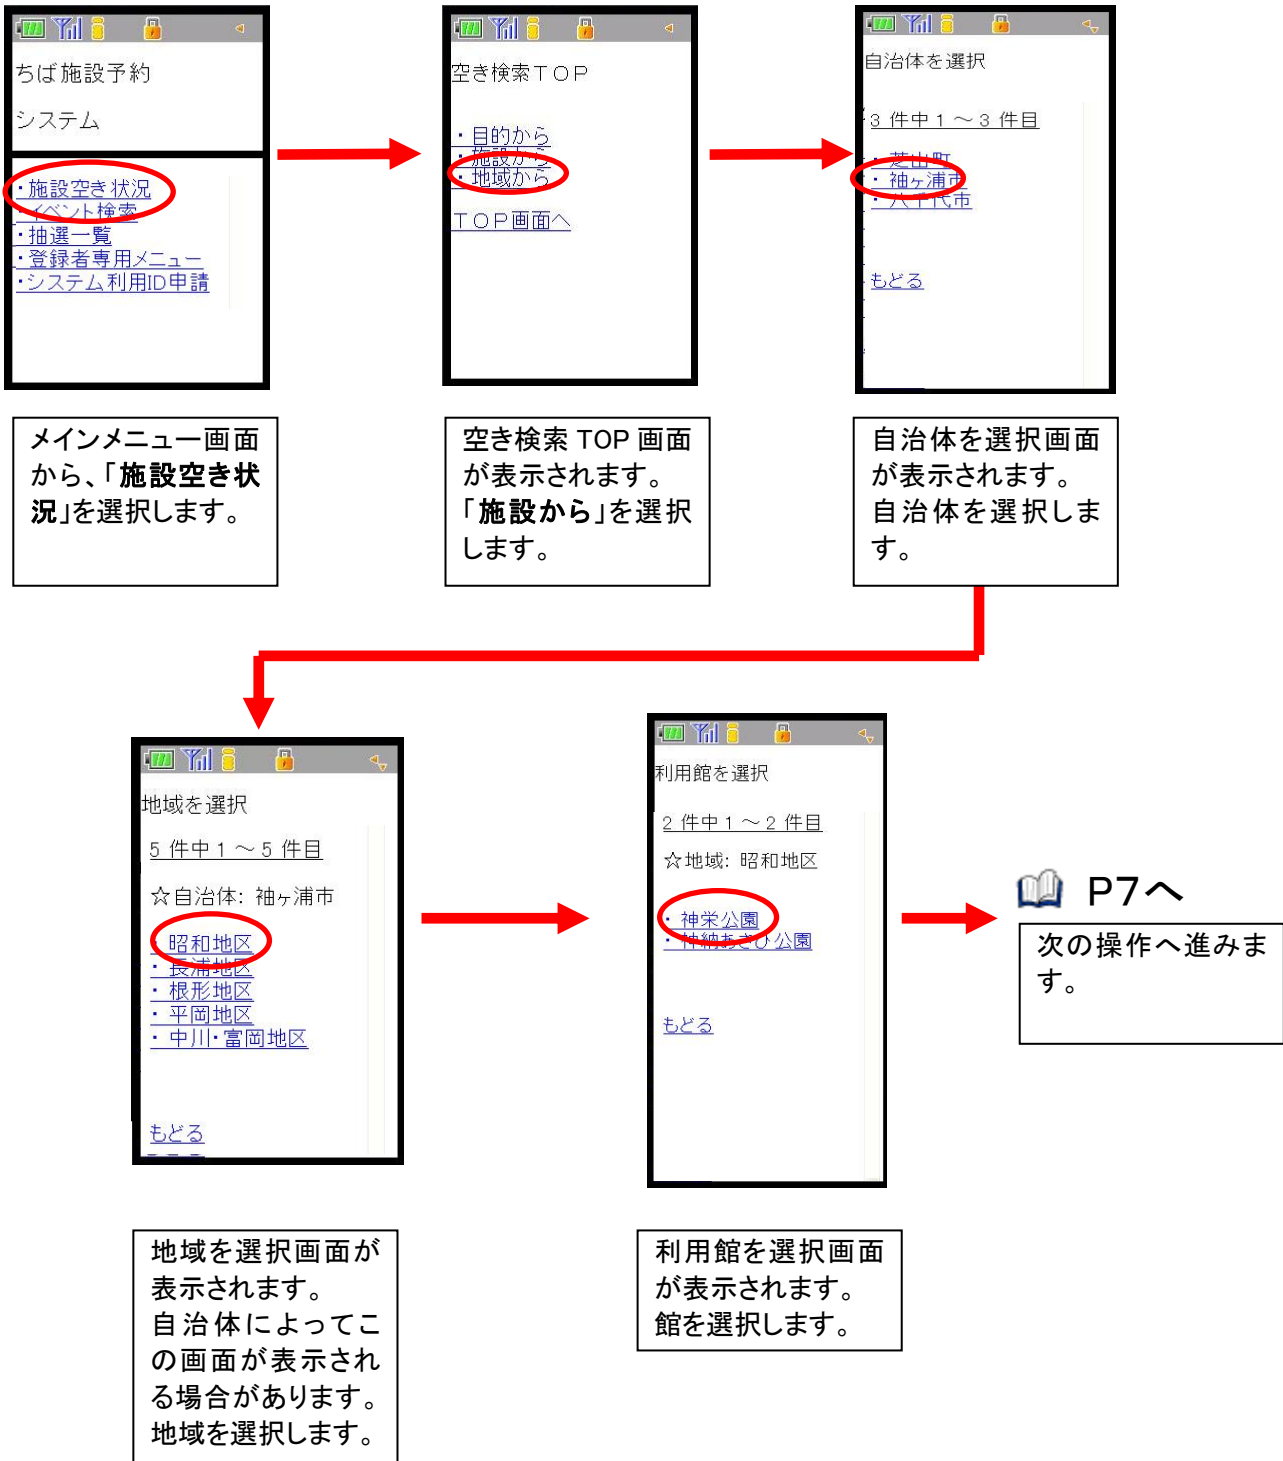 ちば施設予約
システム
・施設空き状況
・イベント検索
・抽選一覧
・登録者専用メニュー
・システム利用ID申請
空き検索TOP
・目的から
・施設から
・地域から
TOP画面へ
自治体を選択
3 件中 1 ～ 3 件目
・ 芝山町
・ 袖ヶ浦市
・ 八千代市
もどる
メインメニュー画面
から、「施設空き状
況」を選択します。
空き検索 TOP 画面
が表示されます。
「施設から」を選択
します。
自治体を選択画面
が表示されます。
自治体を選択しま
す。
地域を選択
5 件中 1 ～ 5 件目
☆自治体: 袖ヶ浦市
・ 昭和地区
・ 長浦地区
・ 根形地区
・ 平岡地区
・ 中川・富岡地区
もどる
利用館を選択
2 件中 1 ～ 2 件目
☆地域: 昭和地区
・ 神栄公園
・ 神納あさひ公園
もどる
P7へ
次の操作へ進みま
す。
地域を選択画面が
表示されます。
自治体によってこ
の画面が表示され
る場合があります。
地域を選択します。
利用館を選択画面
が表示されます。
館を選択します。